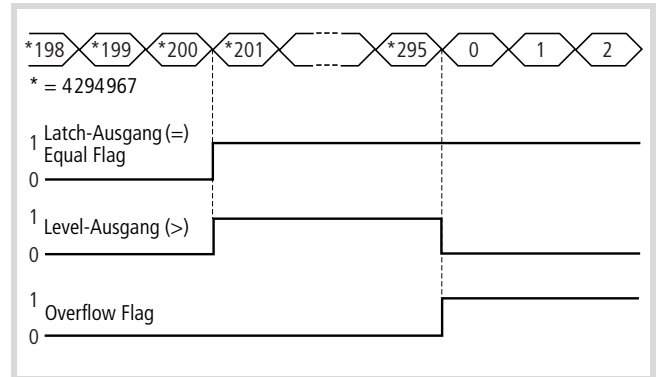 *198 *199 *200 *201 *295 0 1 2
* = 4294967
1 Latch-Ausgang (=)
Equal Flag
0
1 Level-Ausgang (>)
0
1 Overflow Flag
0